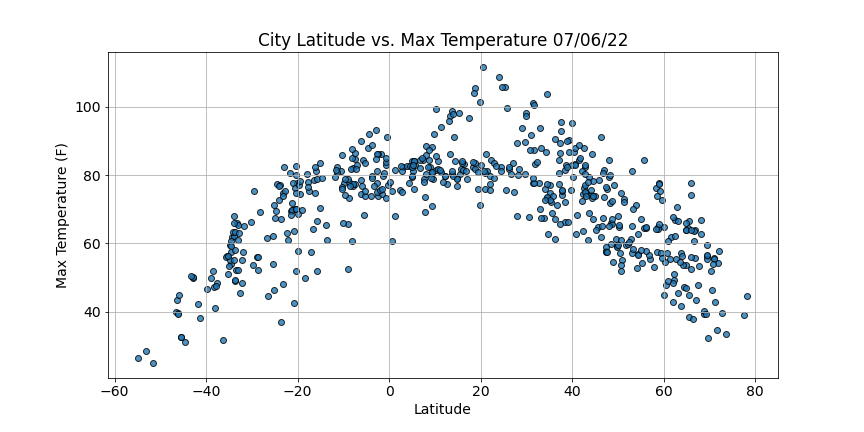 City Latitude vs. Max Temperature 07/06/22
Max Temperature (F)
100
80
60
40
−60 −40 −20 0 20 40 60 80
Latitude